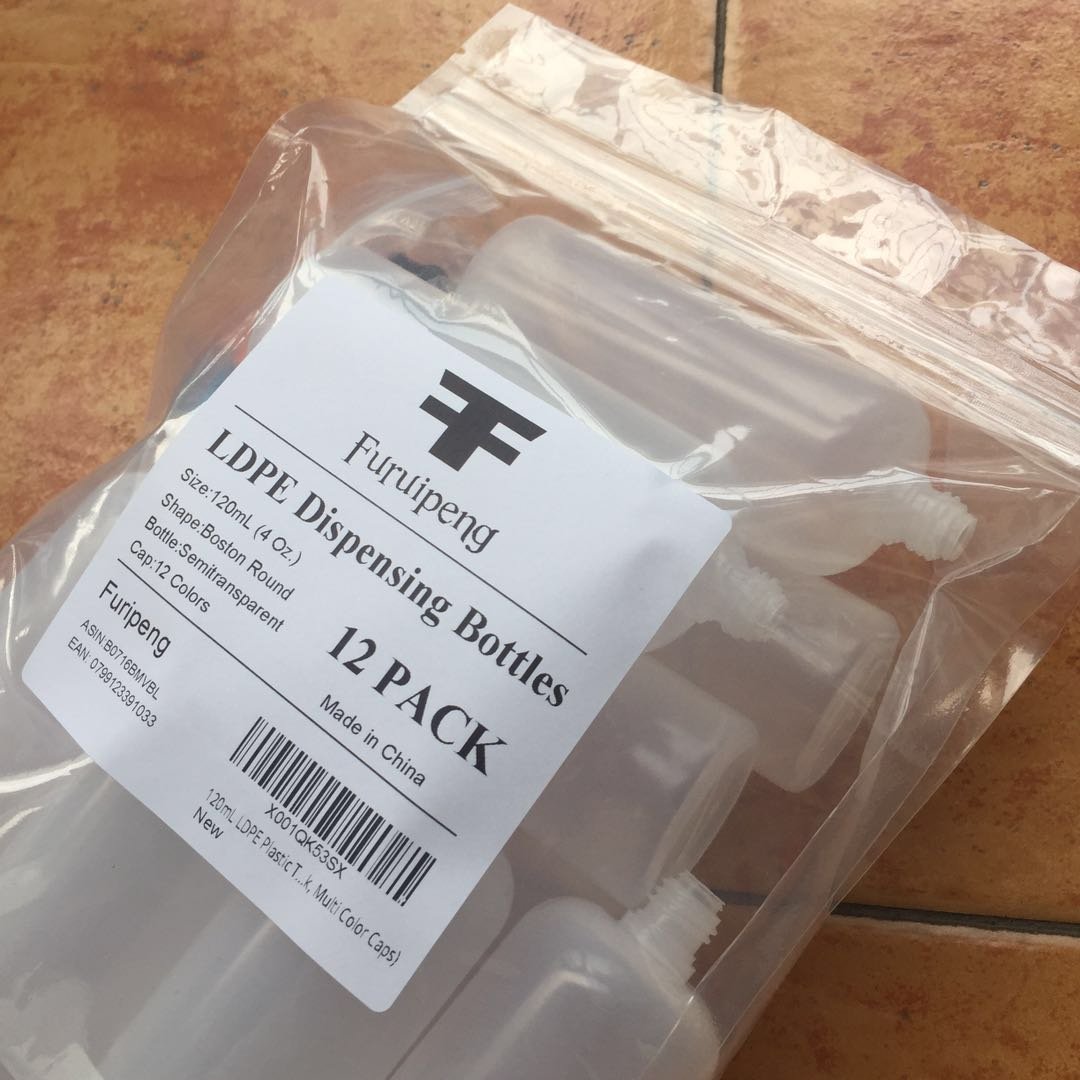 FF
Furuipeng
LDPE Dispensing Bottles
Size:120mL (4 Oz.)
Shape:Boston Round
Bottle:Semitransparent
Cap:12 Colors
12 PACK
Made in China
Furipeng
ASIN:B0716BMVBL
EAN: 0799123391033
X001QK53SX
120mL LDPE Plastic T...k, Multi Color Caps)
New